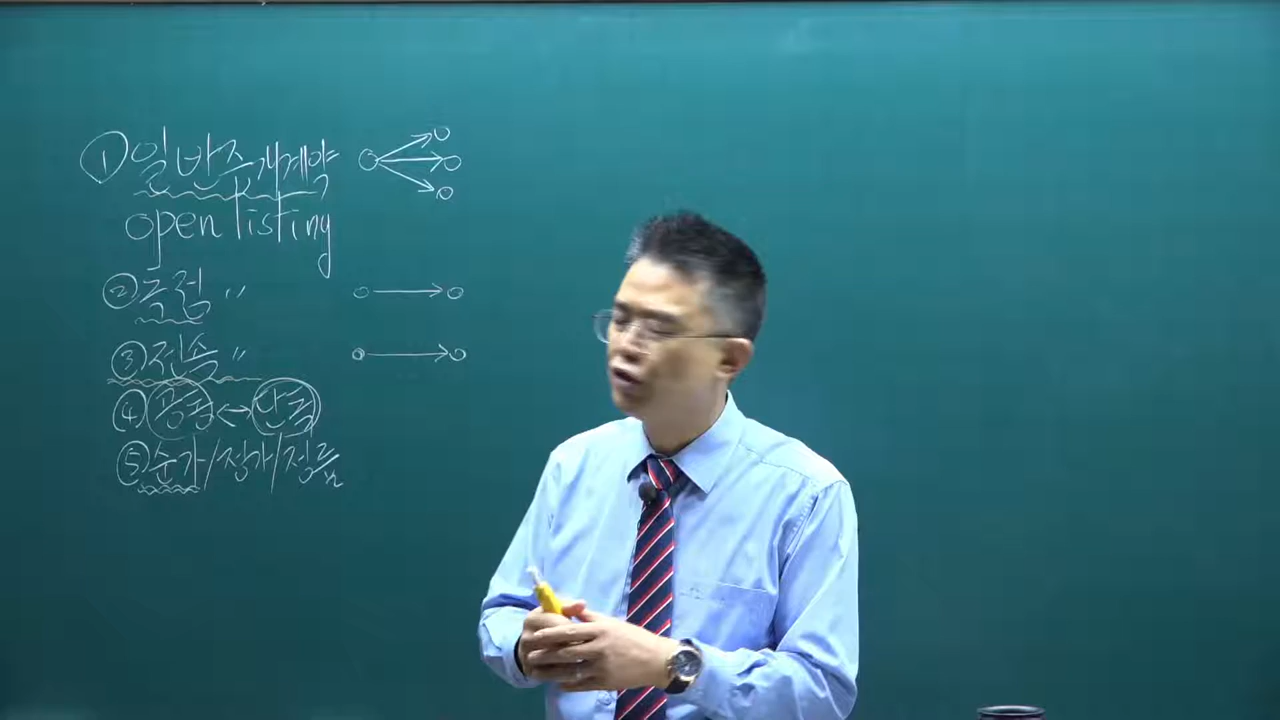 ① 일반중개계약
open listing
② 독점 〃
③ 전속 〃
④ 공동 ↔ 단독
⑤ 순가/정가/정률